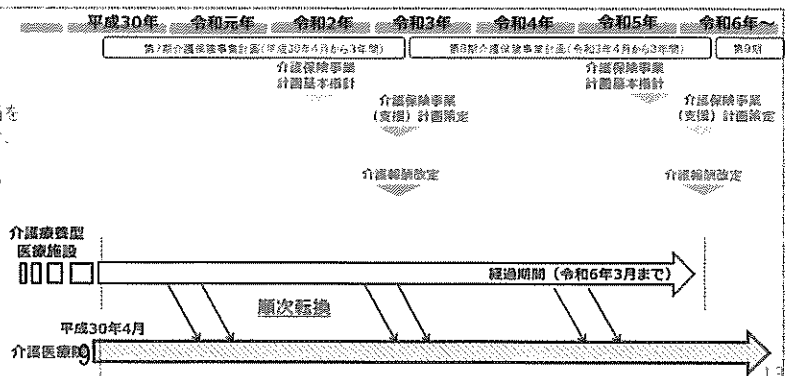 平成30年 令和元年 令和2年 令和3年 令和4年 令和5年 令和6年~
第7期介護保険事業計画(平成30年4月から3年間) 第8期介護保険事業計画(令和3年4月から3年間) 第9期
介護保険事業
計画基本指針
介護保険事業
計画基本指針
を
介護保険事業
(支援)計画策定
介護保険事業
(支援)計画策定
介護報酬改定 介護報酬改定
介護療養型
医療施設
経過期間(令和6年3月まで)
順次転換
平成30年4月
介護医療院
9
13